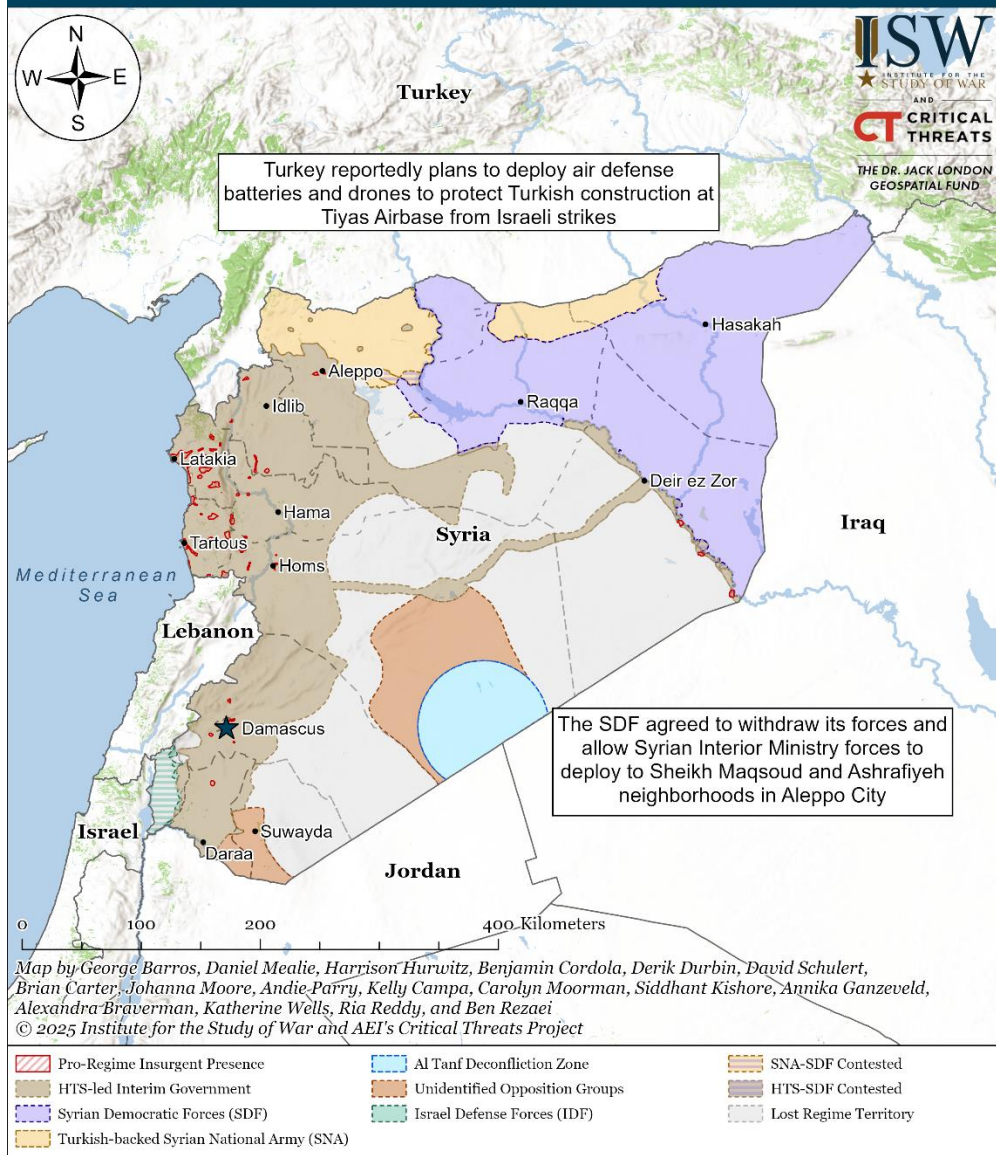 N
W
E
S
ISW
INSTITUTE FOR THE
STUDY OF WAR
AND
CT CRITICAL
THREATS
THE DR. JACK LONDON
GEOSPATIAL FUND
Turkey
Turkey reportedly plans to deploy air defense
batteries and drones to protect Turkish construction at
Tiyas Airbase from Israeli strikes
Hasakah
Aleppo
Raqqa
Idlib
Latakia
Deir ez Zor
Hama
Syria
Iraq
Tartous
Homs
Mediterranean
Sea
Lebanon
Damascus
The SDF agreed to withdraw its forces and
allow Syrian Interior Ministry forces to
deploy to Sheikh Maqsoud and Ashrafiyeh
neighborhoods in Aleppo City
Israel
Suwayda
Daraa
Jordan
0 100 200 400 Kilometers
Map by George Barros, Daniel Mealie, Harrison Hurwitz, Benjamin Cordola, Derik Durbin, David Schulert,
Brian Carter, Johanna Moore, Andie Parry, Kelly Campa, Carolyn Moorman, Siddhant Kishore, Annika Ganzeveld,
Alexandra Braverman, Katherine Wells, Ria Reddy, and Ben Rezaei
© 2025 Institute for the Study of War and AEI's Critical Threats Project
Pro-Regime Insurgent Presence
HTS-led Interim Government
Syrian Democratic Forces (SDF)
Turkish-backed Syrian National Army (SNA)
Al Tanf Deconfliction Zone
Unidentified Opposition Groups
Israel Defense Forces (IDF)
SNA-SDF Contested
HTS-SDF Contested
Lost Regime Territory